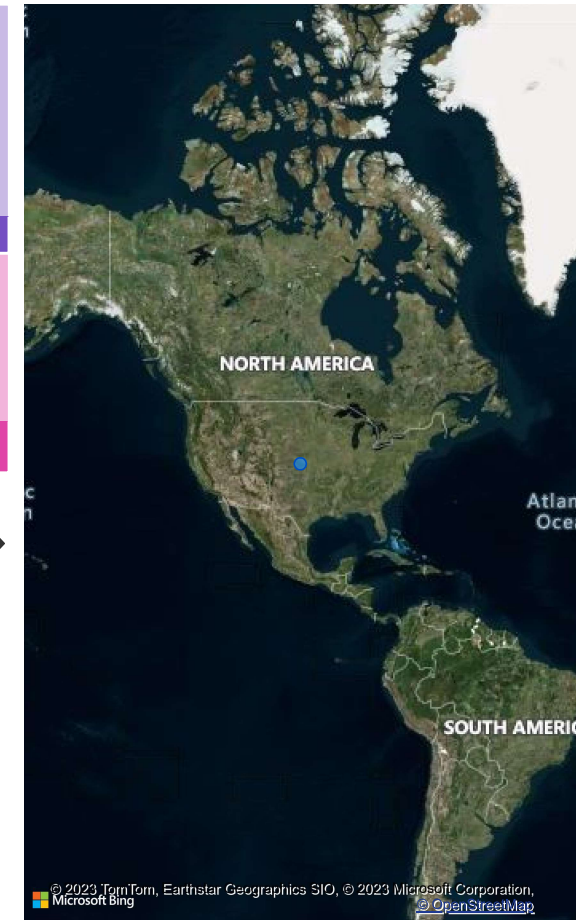 NORTH AMERICA
Atlan
Ocea
SOUTH AMERIC
© 2023 TomTom, Earthstar Geographics SIO, © 2023 Microsoft Corporation,
Microsoft Bing
© OpenStreetMap